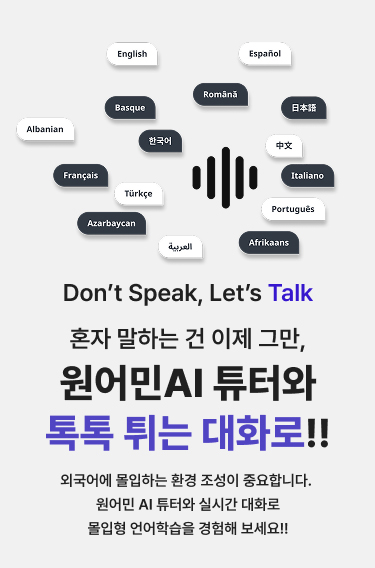 English
Español
Română
Basque
日本語
Albanian
한국어
中文
Français
Italiano
Türkçe
Português
Azarbaycan
Afrikaans
العربية
Don’t Speak, Let’s Talk
혼자 말하는 건 이제 그만,
원어민AI 튜터와
톡톡 튀는 대화로!!
외국어에 몰입하는 환경 조성이 중요합니다.
원어민 AI 튜터와 실시간 대화로
몰입형 언어학습을 경험해 보세요!!